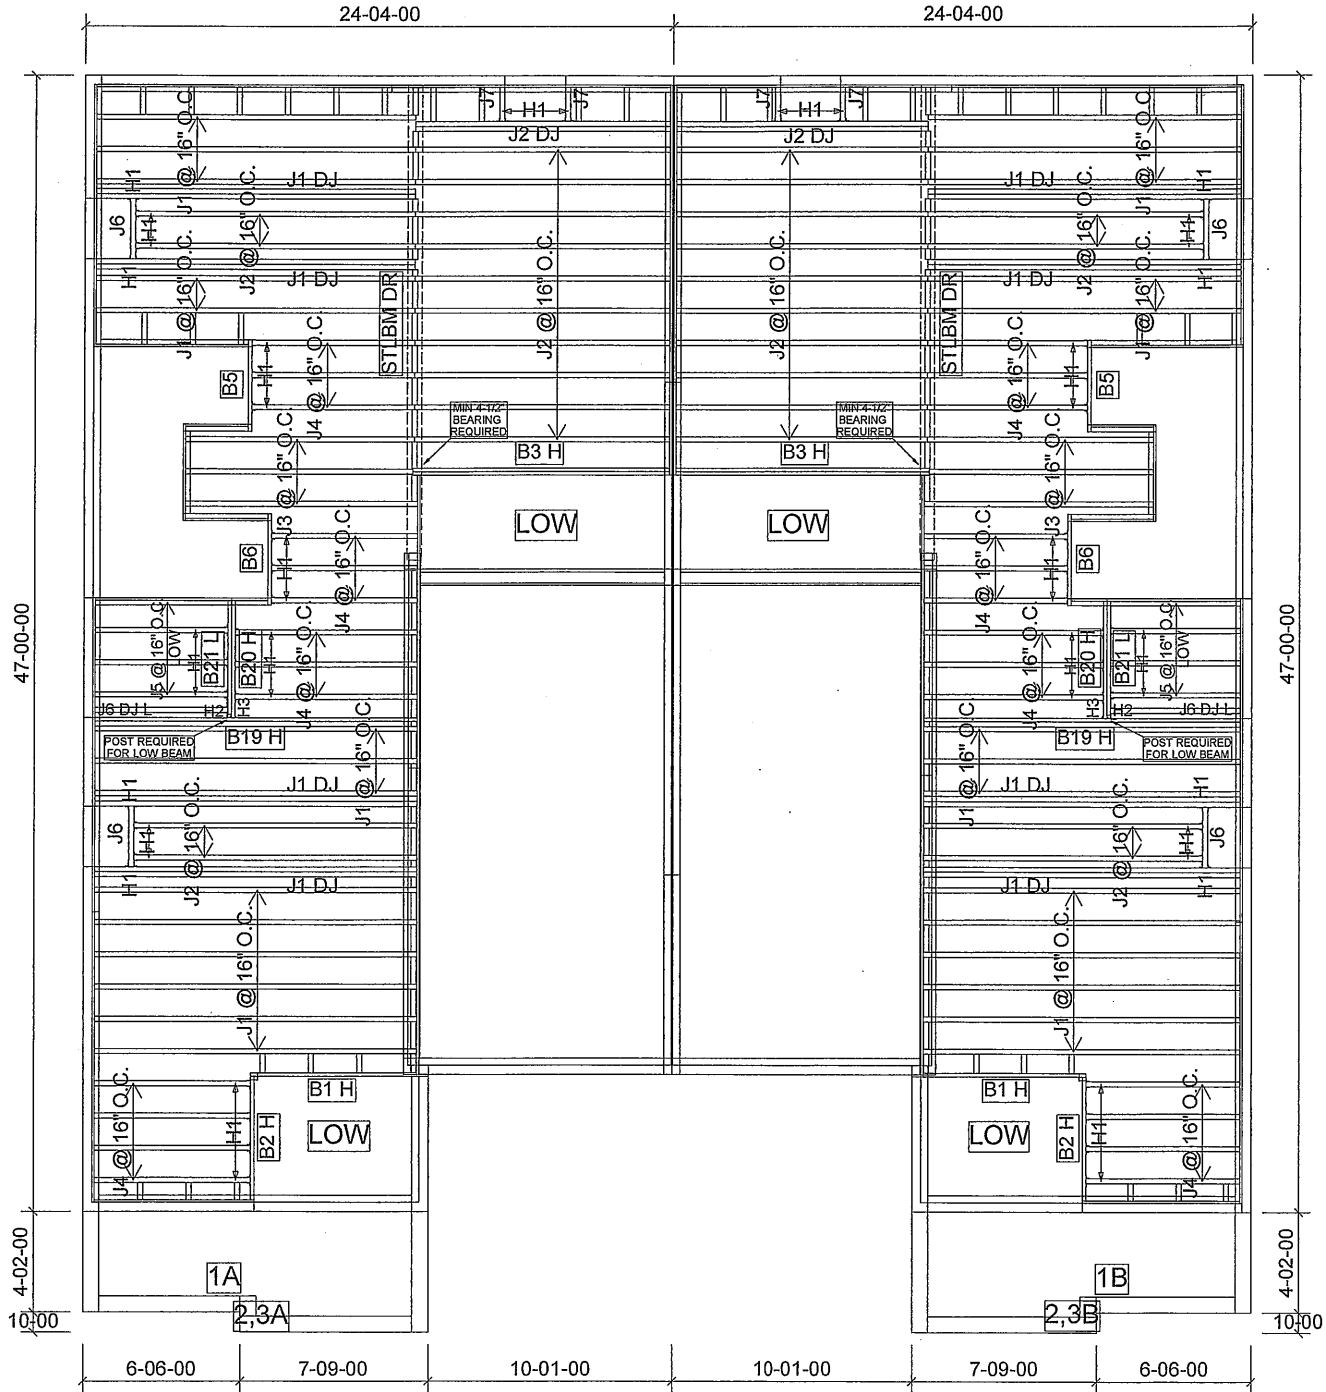 24-04-00
24-04-00
J7
H1
J7
J7
H1
J7
J2 DJ
J2 DJ
J1 @ 16" O.C.
J1 @ 16" O.C.
H1
J1 DJ
J1 DJ
H1
J6
H1
J2 @ 16" O.C.
J2 @ 16" O.C.
J2 @ 16" O.C.
J2 @ 16" O.C.
H1
J6
H1
J1 @ 16" O.C.
J1 DJ
STLBM DR
STLBM DR
J1 DJ
J1 @ 16" O.C.
H1
B5
H1
J4 @ 16" O.C.
MIN 4-1/2"
BEARING
REQUIRED
MIN 4-1/2"
BEARING
REQUIRED
J4 @ 16" O.C.
H1
B5
B3 H
B3 H
J3 @ 16" O.C.
J3 @ 16" O.C.
LOW
LOW
B6
H1
J4 @ 16" O.C.
J4 @ 16" O.C.
H1
B6
47-00-00
47-00-00
J5 @ 16" O.C.
LOW
H1
B21 L
B20 H
H1
J4 @ 16" O.C.
J4 @ 16" O.C.
H1
B20 H
B21 L
H1
J5 @ 16" O.C.
LOW
J6 DJ L
H2
H3
H3
H2
J6 DJ L
POST REQUIRED
FOR LOW BEAM
B19 H
B19 H
POST REQUIRED
FOR LOW BEAM
J1 @ 16" O.C.
J1 @ 16" O.C.
H1
J1 DJ
J1 DJ
H1
J6
H1
J2 @ 16" O.C.
J2 @ 16" O.C.
H1
J6
H1
J1 DJ
J1 DJ
H1
J1 @ 16" O.C.
J1 @ 16" O.C.
B1 H
B1 H
J4 @ 16" O.C.
H1
B2 H
LOW
LOW
B2 H
H1
J4 @ 16" O.C.
4-02-00
4-02-00
1A
1B
10-00
2,3A
2,3B
10-00
6-06-00
7-09-00
10-01-00
10-01-00
7-09-00
6-06-00